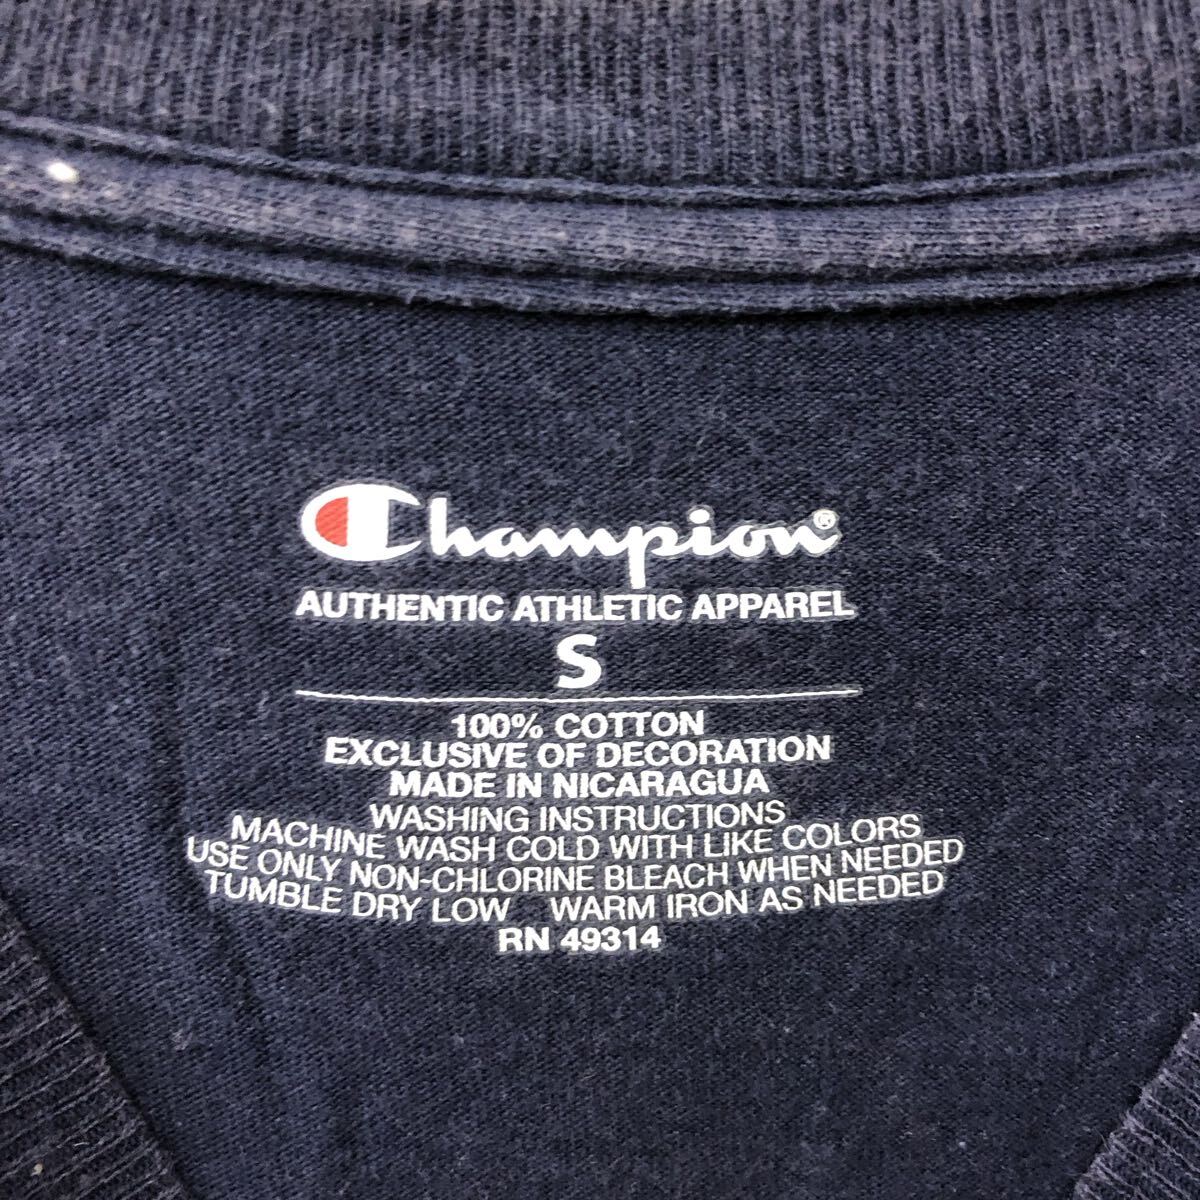 Champion®
AUTHENTIC ATHLETIC APPAREL
S
100% COTTON
EXCLUSIVE OF DECORATION
MADE IN NICARAGUA
WASHING INSTRUCTIONS
MACHINE WASH COLD WITH LIKE COLORS
USE ONLY NON-CHLORINE BLEACH WHEN NEEDED
TUMBLE DRY LOW WARM IRON AS NEEDED
RN 49314